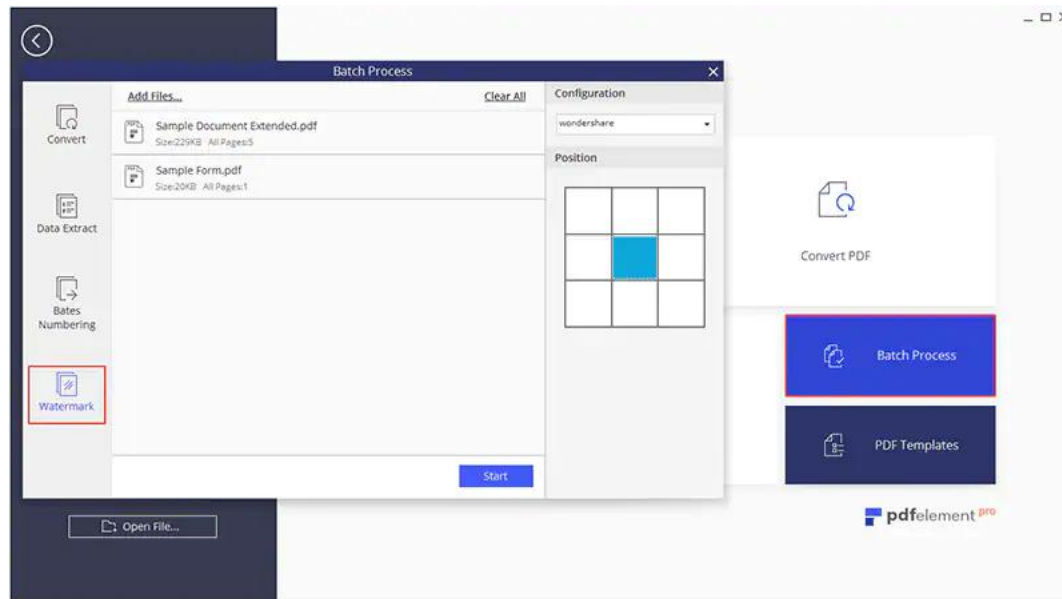 Batch Process
Add Files...
Clear All
Configuration
Convert
Sample Document Extended.pdf
Size:229KB All Pages:5
wondershare
Position
Sample Form.pdf
Size:20KB All Pages:1
Data Extract
Bates
Numbering
Watermark
Start
Open File...
Convert PDF
Batch Process
PDF Templates
pdfelement pro